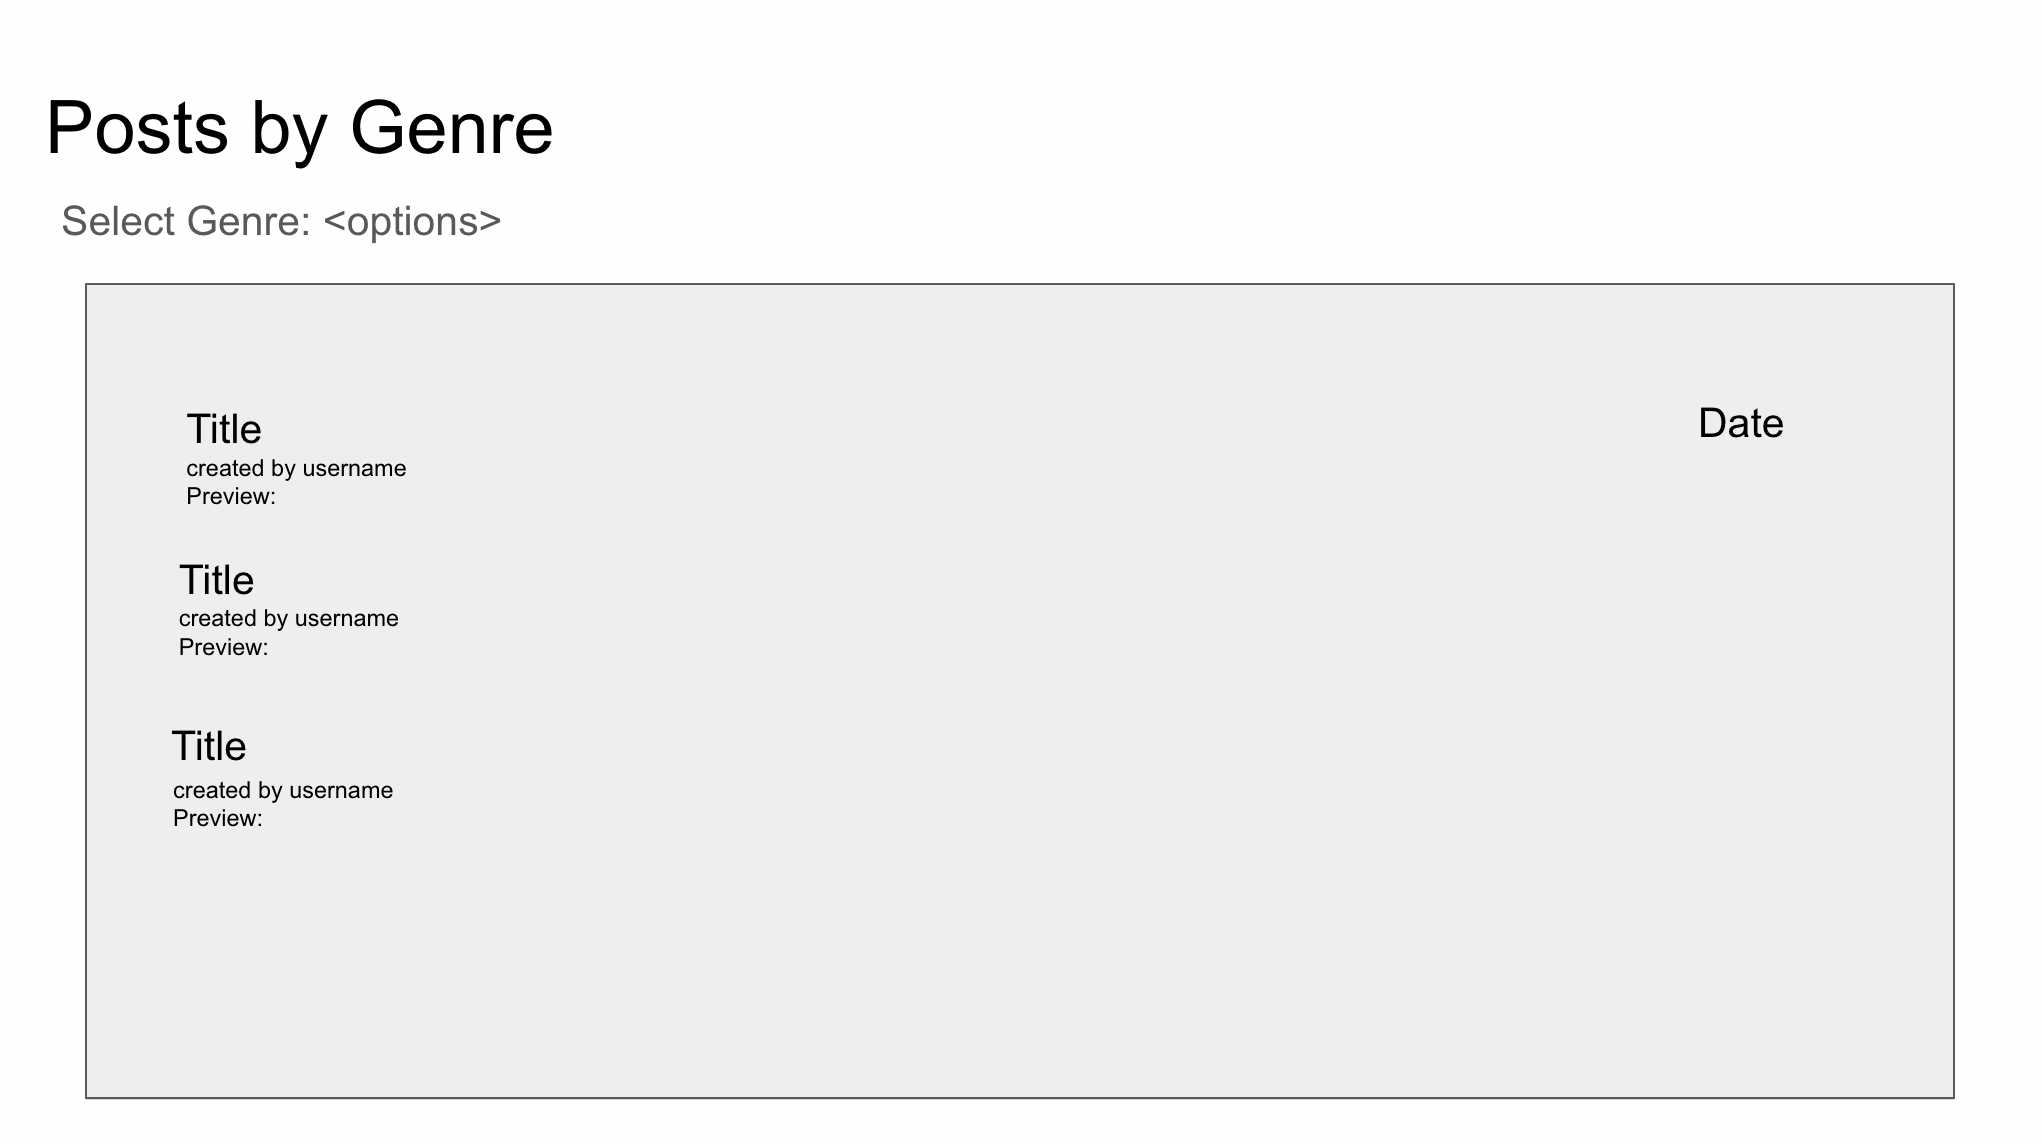 Posts by Genre
Select Genre: <options>
Title
Date
created by username
Preview:
Title
created by username
Preview:
Title
created by username
Preview: